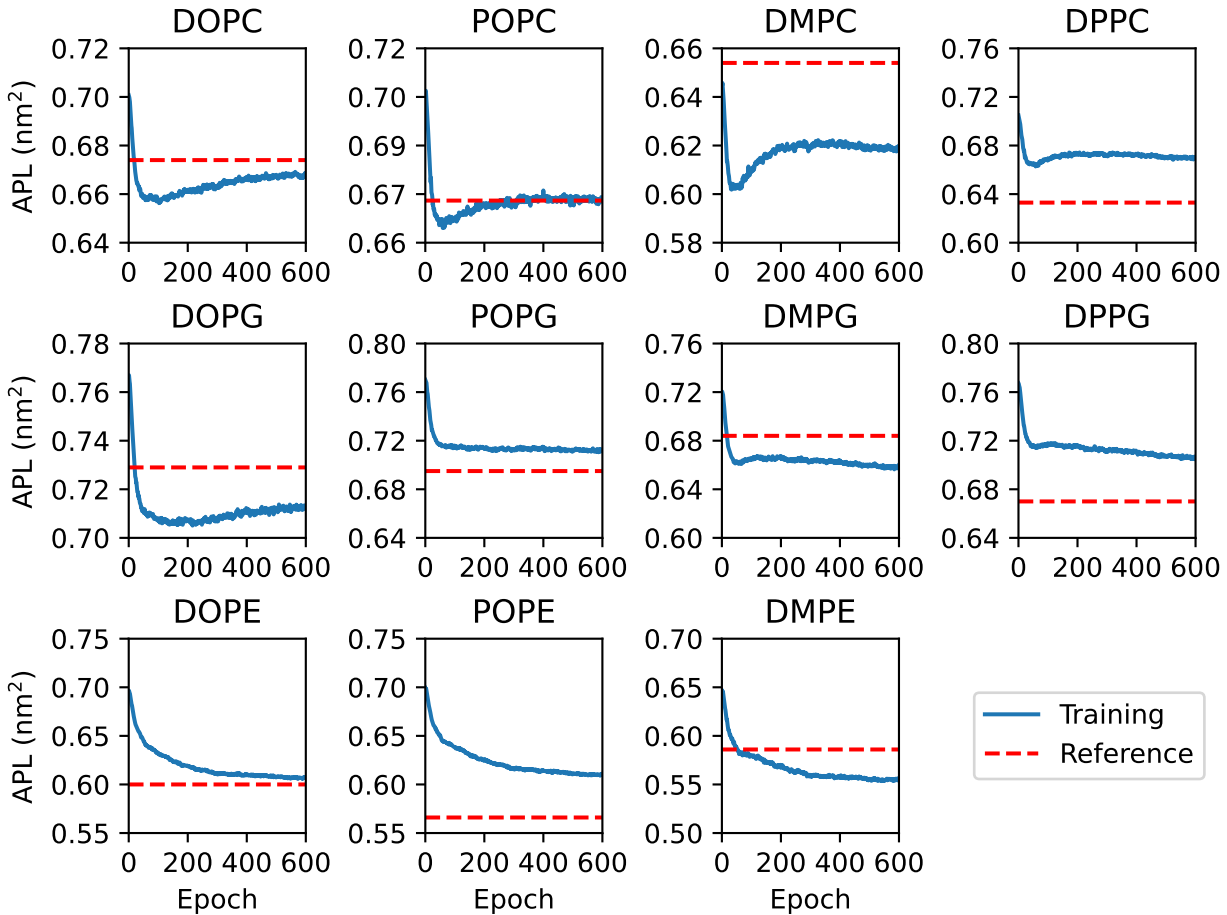 DOPC POPC DMPC DPPC
0.72 0.72 0.66 0.76
0.70 0.70 0.64 0.72
0.68 0.69 0.62 0.68
0.66 0.67 0.60 0.64
0.64 0.66 0.58 0.60
APL (nm²)
0 200 400 600 0 200 400 600 0 200 400 600 0 200 400 600
DOPG POPG DMPG DPPG
0.78 0.80 0.76 0.80
0.76 0.76 0.72 0.76
0.74 0.72 0.68 0.72
0.72 0.68 0.64 0.68
0.70 0.64 0.60 0.64
APL (nm²)
0 200 400 600 0 200 400 600 0 200 400 600 0 200 400 600
DOPE POPE DMPE
0.75 0.75 0.70
0.70 0.70 0.65
0.65 0.65 0.60
0.60 0.60 0.55
0.55 0.55 0.50
APL (nm²)
0 200 400 600 0 200 400 600 0 200 400 600
Epoch Epoch Epoch
Training
Reference